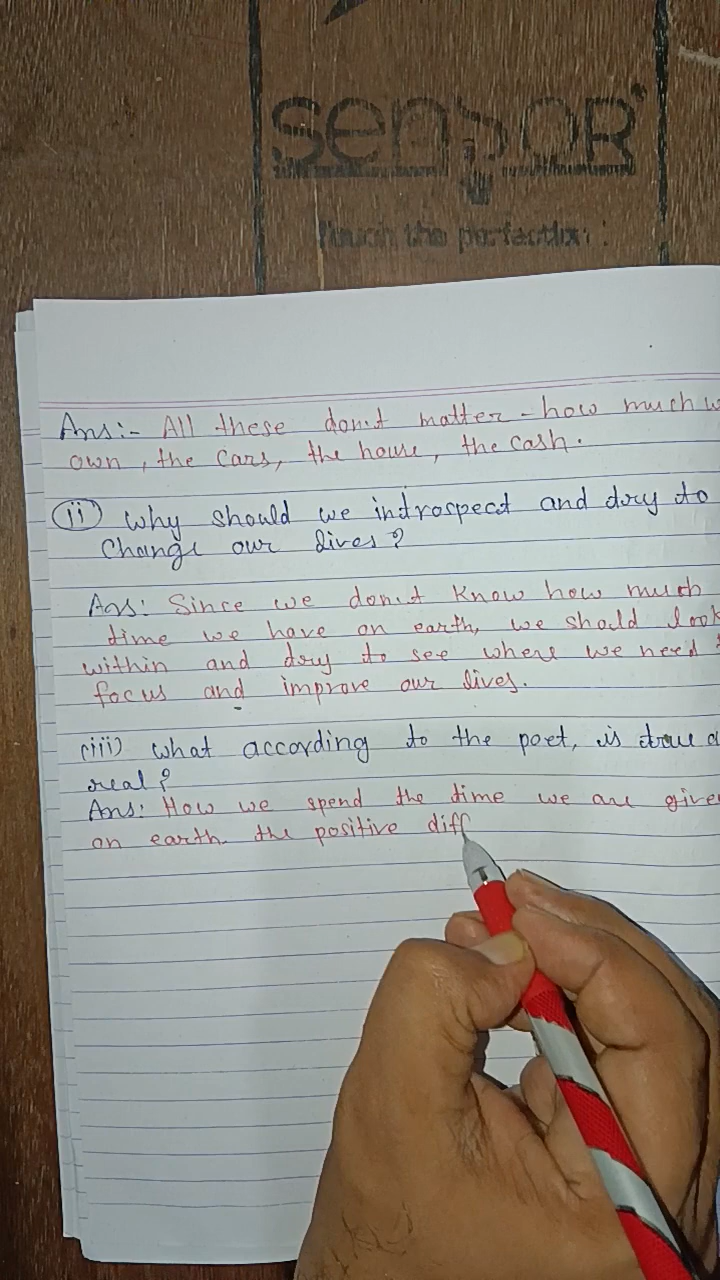 SENSOR
Touch the perfection
Ans:- All these don't matter - how much w
own, the cars, the house, the cash.
(ii) Why should we introspect and try to
change our lives?
Ans: Since we don't know how much
time we have on earth, we should look
within and try to see where we need
focus and improve our lives.
(iii) What according to the poet, is true a
real?
Ans: How we spend the time we are give
on earth. the positive diff